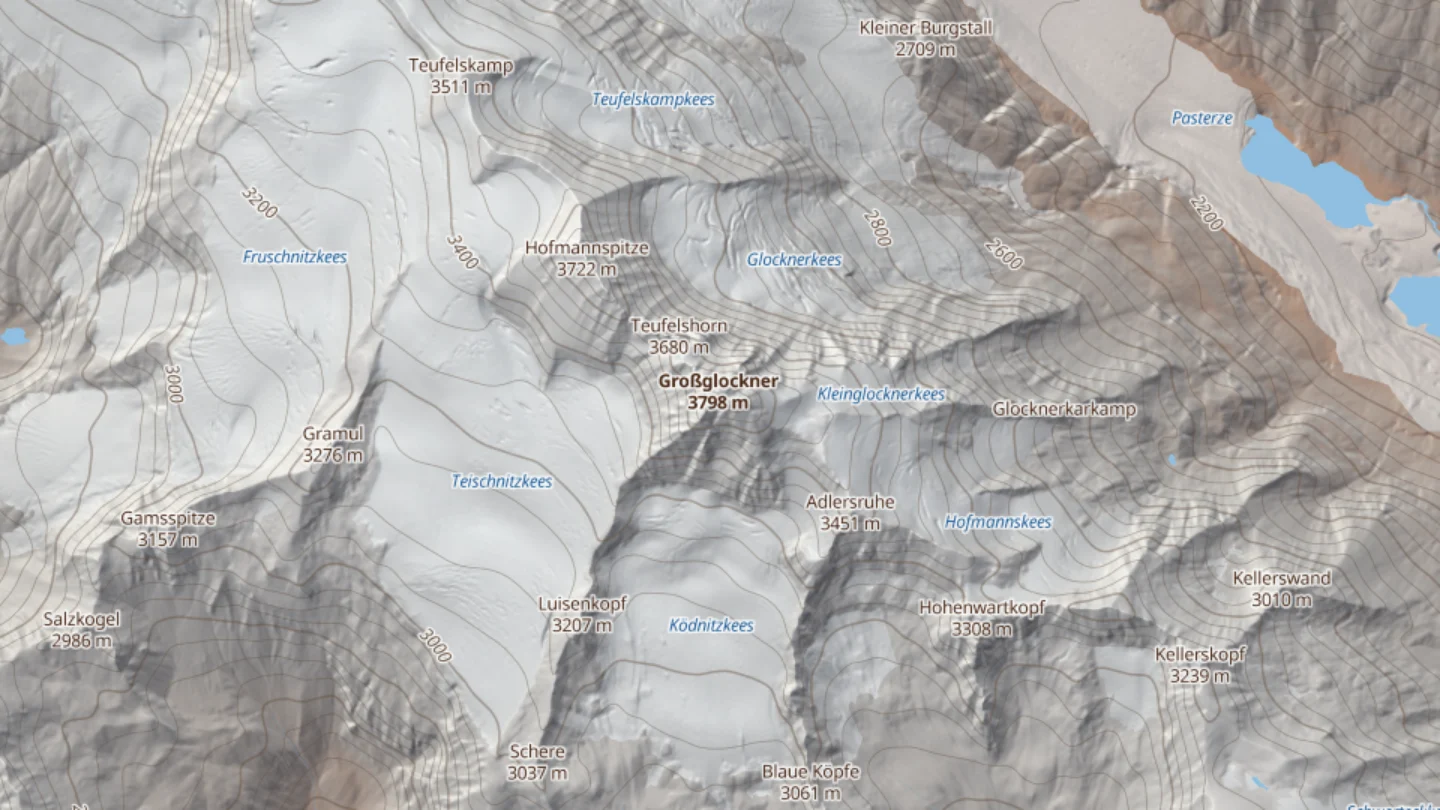 Kleiner Burgstall
2709 m
Teufelskamp
3511 m
Teufelskampkees
Pasterze
3200
2200
2800
3400
2600
Hofmannspitze
3722 m
Fruschnitzkees
Glocknerkees
Teufelshorn
3680 m
3000
Großglockner
3798 m
Kleinglocknerkees
Glocknerkarkamp
Gramul
3276 m
Teischnitzkees
Adlersruhe
3451 m
Hofmannskees
Gamsspitze
3157 m
Kellerswand
3010 m
Luisenkopf
3207 m
Hohenwartkopf
3308 m
Salzkogel
2986 m
Ködnitzkees
3000
Kellerskopf
3239 m
Schere
3037 m
Blaue Köpfe
3061 m